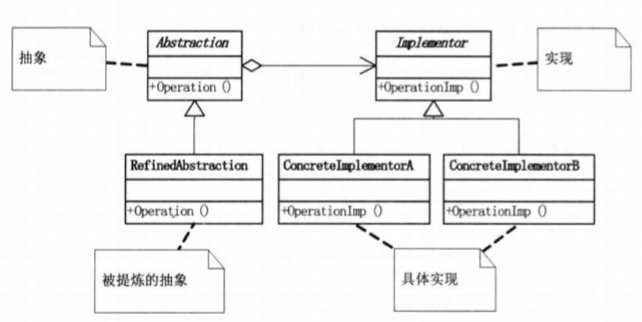 抽象
Abstraction
+Operation ()
Implementor
+OperationImp ()
实现
RefinedAbstraction
+Operation ()
ConcreteImplementorA
+OperationImp ()
ConcreteImplementorB
+OperationImp ()
被提炼的抽象
具体实现